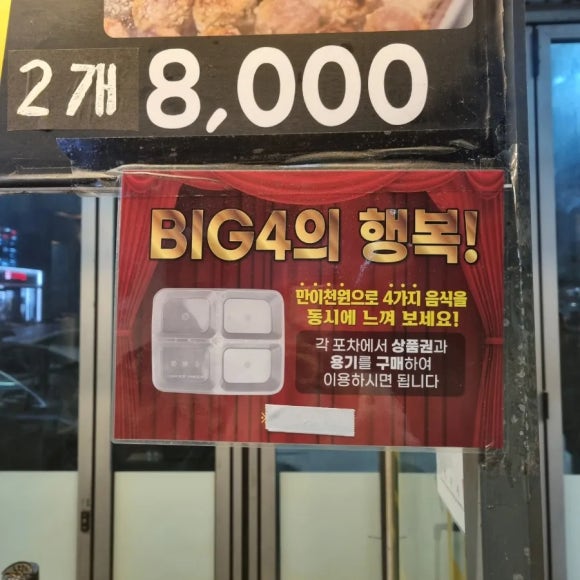 2개 8,000
BIG4의 행복!
만이천원으로 4가지 음식을
동시에 느껴 보세요!
각 포차에서 상품권과
용기를 구매하여
이용하시면 됩니다
※